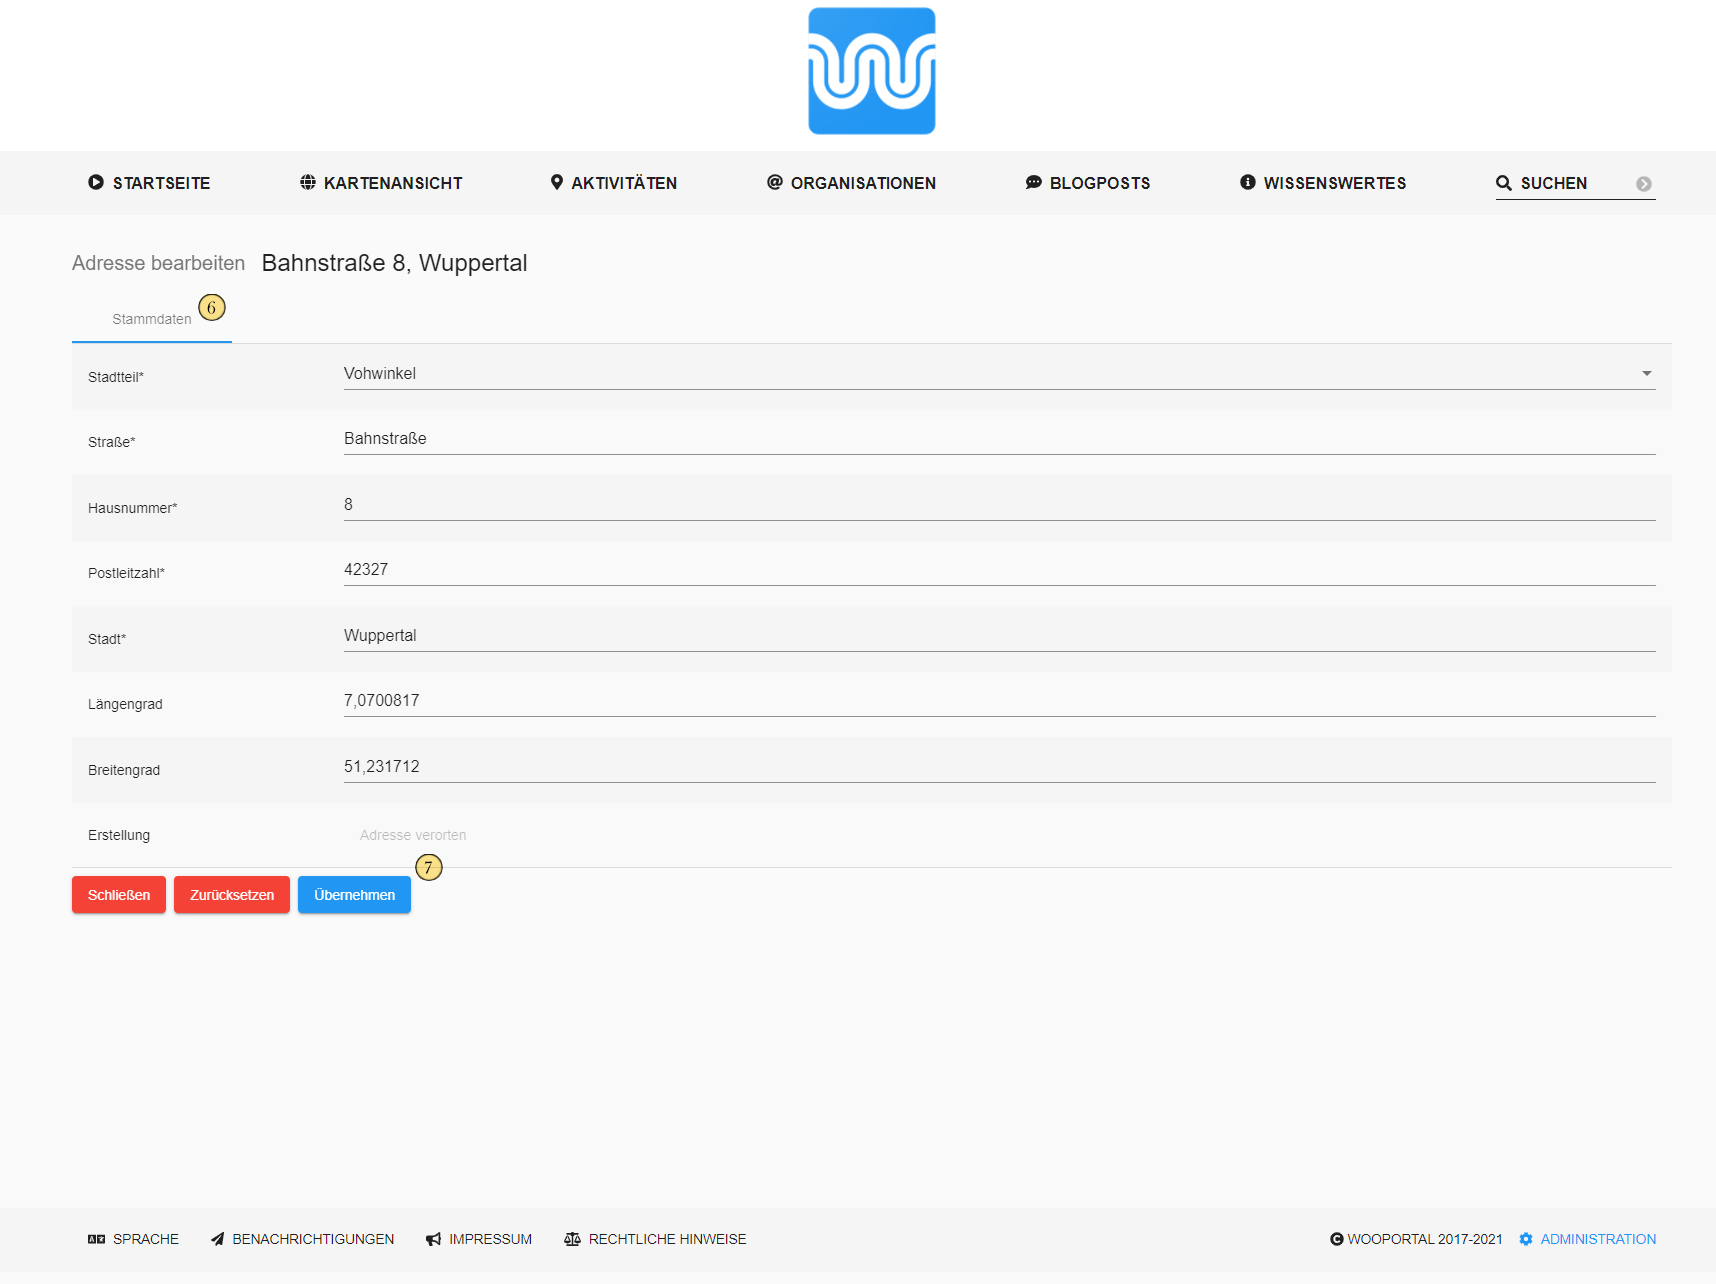 STARTSEITE KARTENANSICHT AKTIVITÄTEN ORGANISATIONEN BLOGPOSTS WISSENSWERTES SUCHEN
Adresse bearbeiten Bahnstraße 8, Wuppertal
Stammdaten 6
Stadtteil* Vohwinkel
Straße* Bahnstraße
Hausnummer* 8
Postleitzahl* 42327
Stadt* Wuppertal
Längengrad 7,0700817
Breitengrad 51,231712
Erstellung Adresse verorten
7
Schließen Zurücksetzen Übernehmen
SPRACHE BENACHRICHTIGUNGEN IMPRESSUM RECHTLICHE HINWEISE WOOPORTAL 2017-2021 ADMINISTRATION